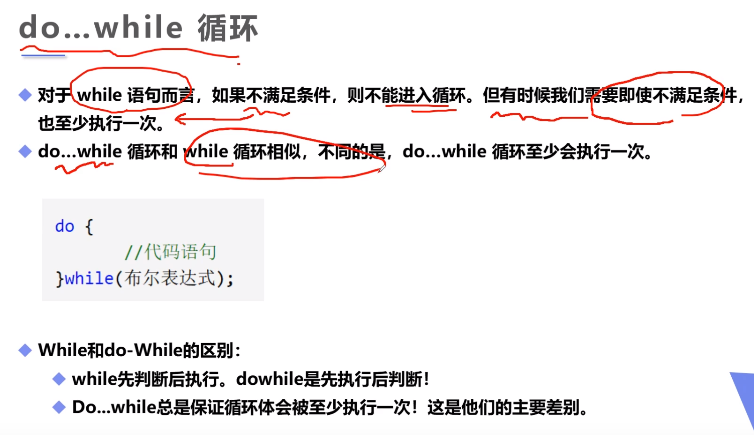 do...while 循环
对于 while 语句而言，如果不满足条件，则不能进入循环。但有时候我们需要即使不满足条件，
也至少执行一次。
do...while 循环和 while 循环相似，不同的是，do...while 循环至少会执行一次。
do {
//代码语句
}while(布尔表达式);
While和do-While的区别：
while先判断后执行。dowhile是先执行后判断！
Do...while总是保证循环体会被至少执行一次！这是他们的主要差别。